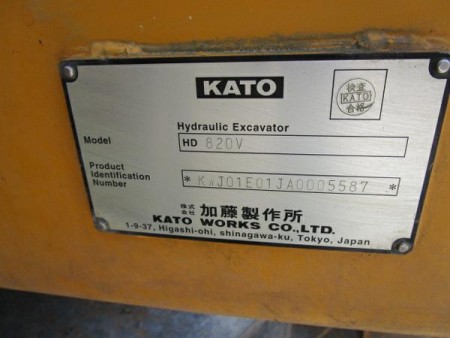 KATO
検査
KATO
合格
Hydraulic Excavator
Model
HD 820V
Product
Identification
Number
* KWJ01E01JA0005587 *
株式会社 加藤製作所
KATO WORKS CO.,LTD.
1-9-37, Higashi-ohi, shinagawa-ku, Tokyo, Japan